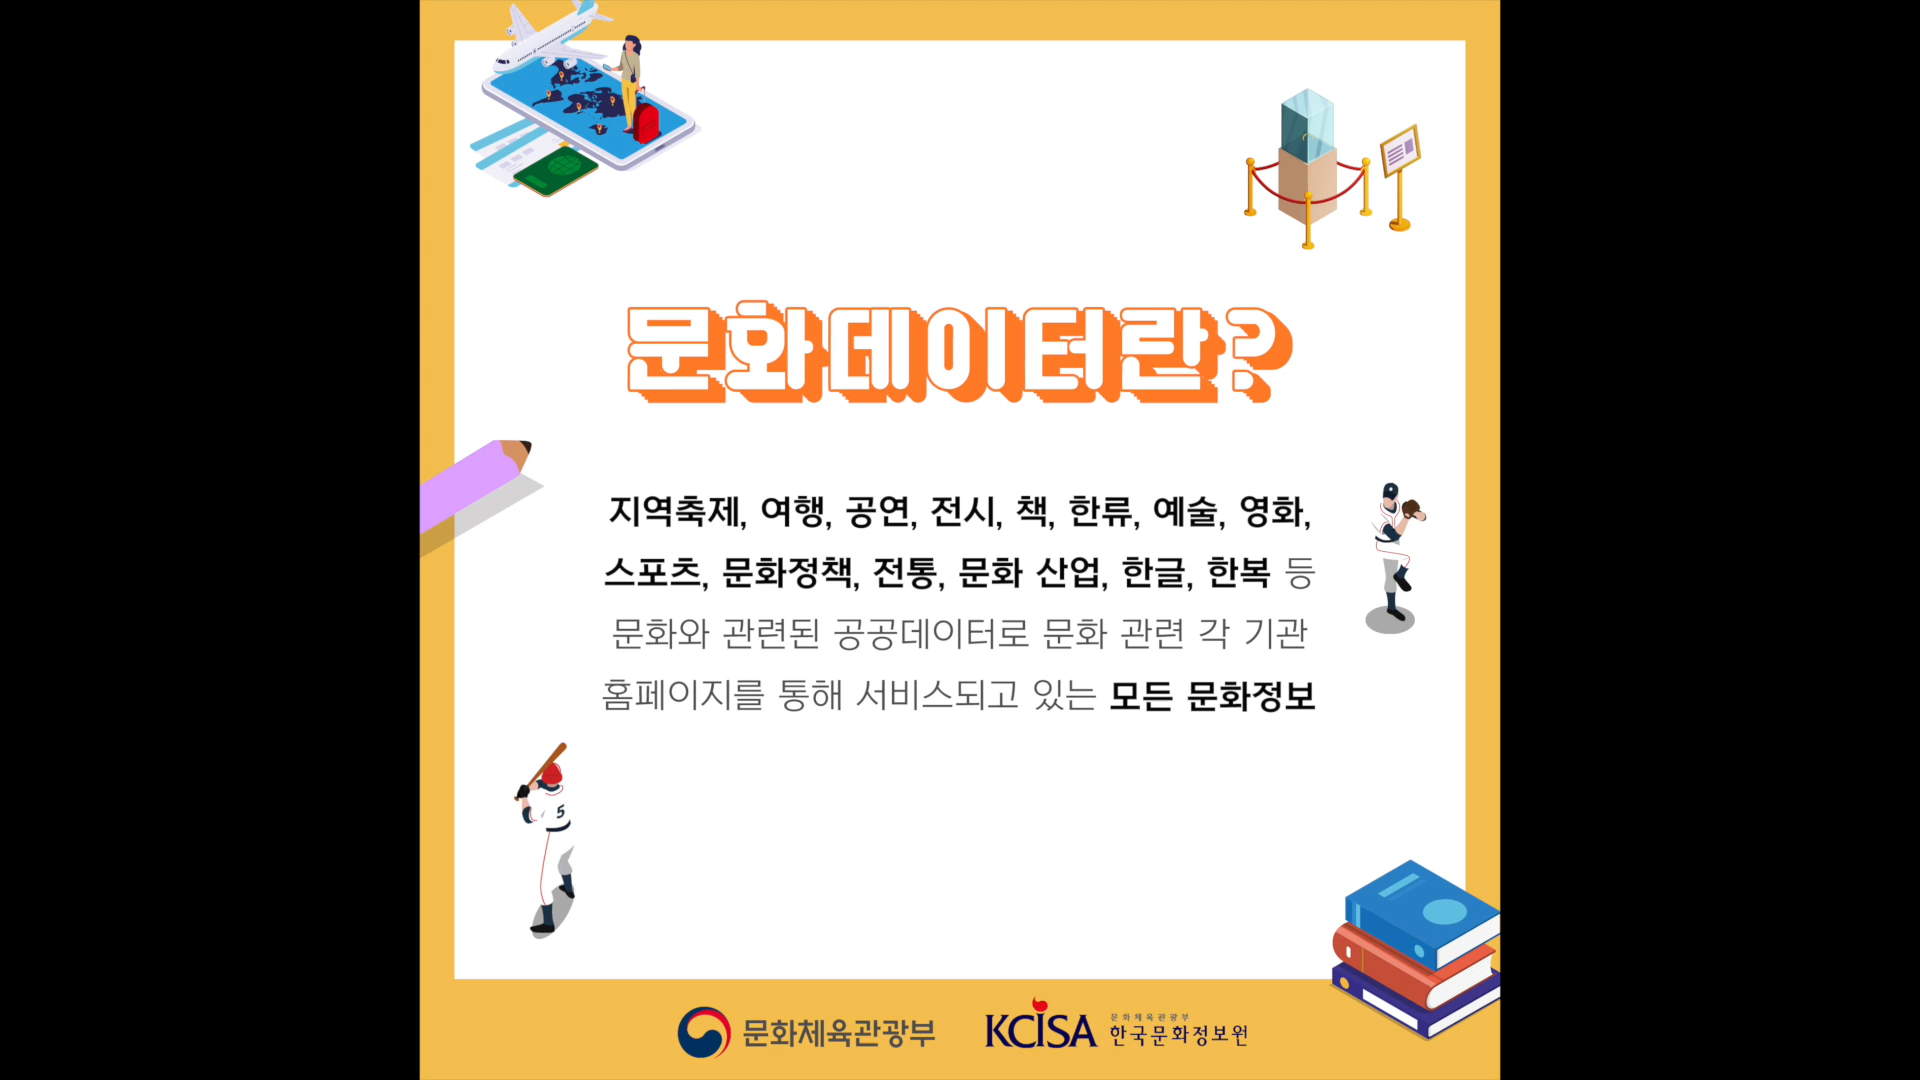 문화데이터란?
지역축제, 여행, 공연, 전시, 책, 한류, 예술, 영화,
스포츠, 문화정책, 전통, 문화 산업, 한글, 한복 등
문화와 관련된 공공데이터로 문화 관련 각 기관
홈페이지를 통해 서비스되고 있는 모든 문화정보
5
문화체육관광부
KCISA
문화체육관광부
한국문화정보원